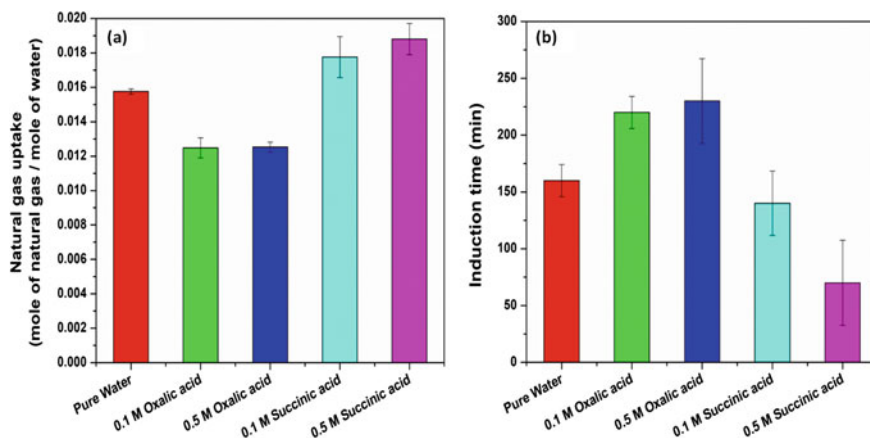 (a)
Natural gas uptake
(mole of natural gas / mole of water)
0.020
0.018
0.016
0.014
0.012
0.010
0.008
0.006
0.004
0.002
0.000
Pure Water
0.1 M Oxalic acid
0.5 M Oxalic acid
0.1 M Succinic acid
0.5 M Succinic acid
(b)
Induction time (min)
300
250
200
150
100
50
0
Pure Water
0.1 M Oxalic acid
0.5 M Oxalic acid
0.1 M Succinic acid
0.5 M Succinic acid